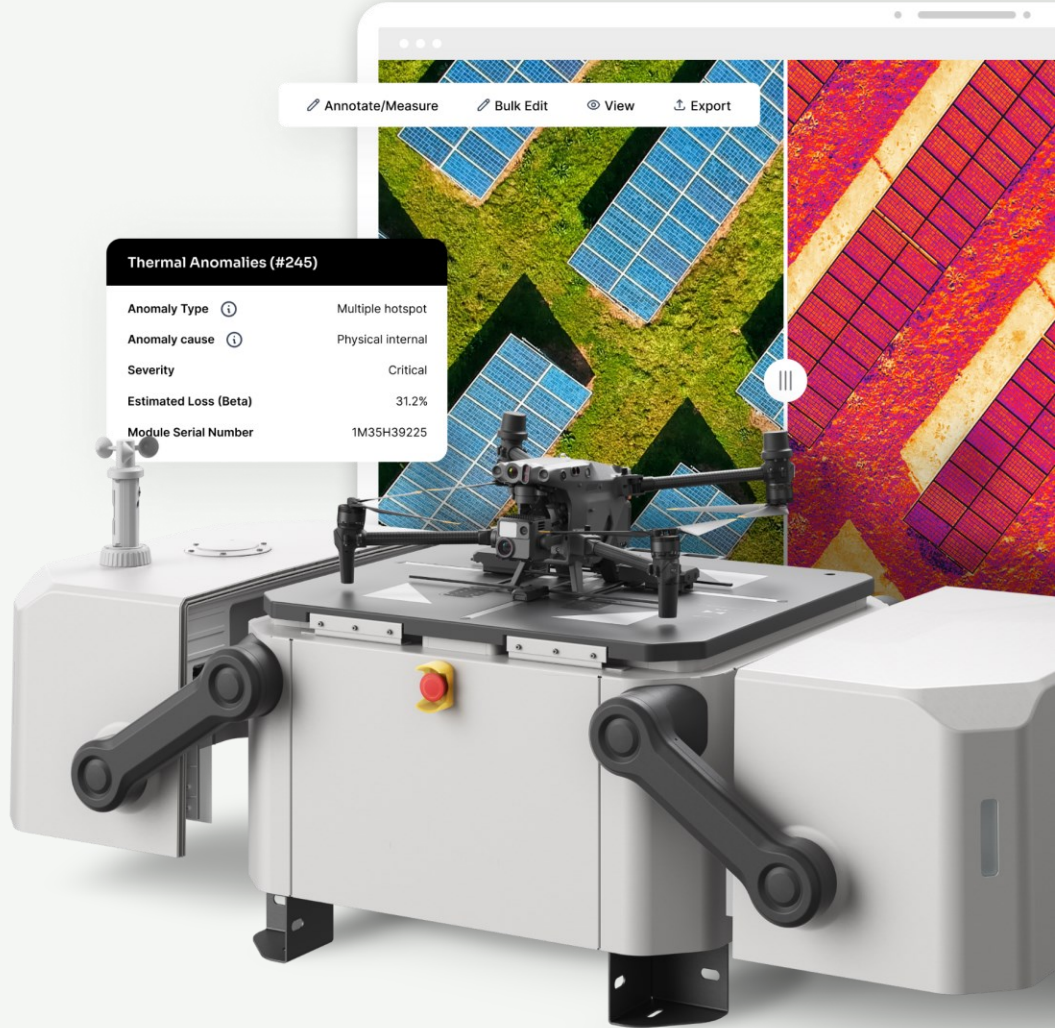 Annotate/Measure Bulk Edit View Export
Thermal Anomalies (#245)
Anomaly Type Multiple hotspot
Anomaly cause Physical internal
Severity Critical
Estimated Loss (Beta) 31.2%
Module Serial Number 1M35H39225